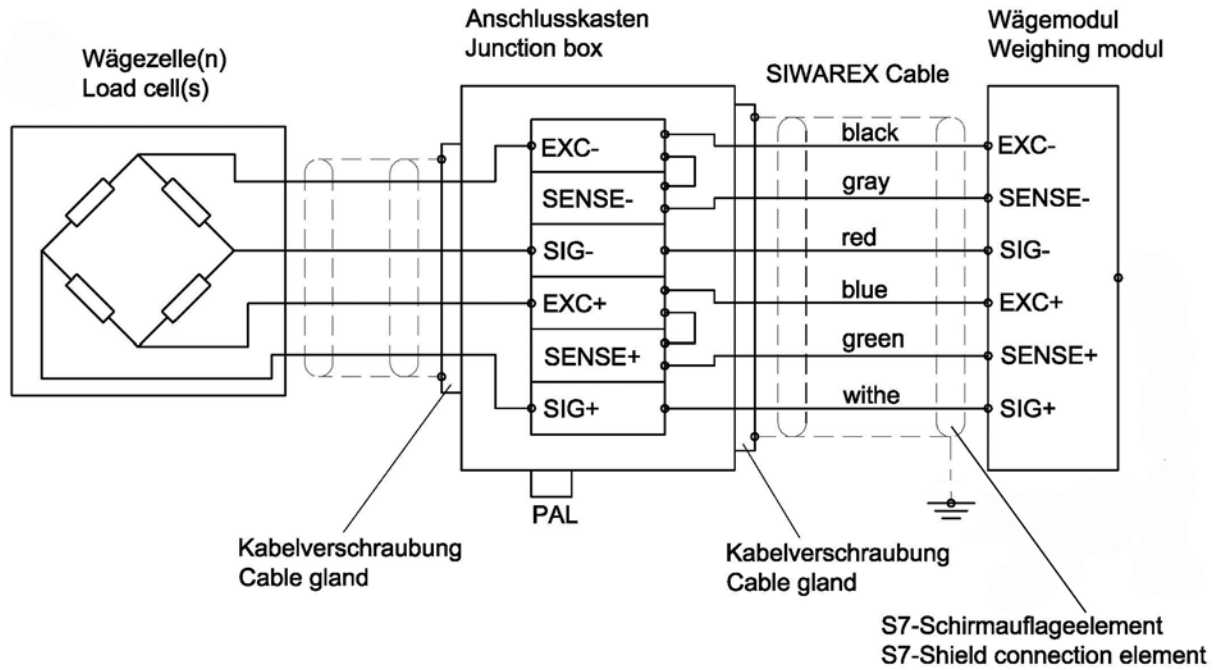 Anschlusskasten
Junction box
Wägemodul
Weighing modul
Wägezelle(n)
Load cell(s)
SIWAREX Cable
EXC-
SENSE-
SIG-
EXC+
SENSE+
SIG+
black
gray
red
blue
green
withe
EXC-
SENSE-
SIG-
EXC+
SENSE+
SIG+
PAL
Kabelverschraubung
Cable gland
Kabelverschraubung
Cable gland
S7-Schirmauflageelement
S7-Shield connection element